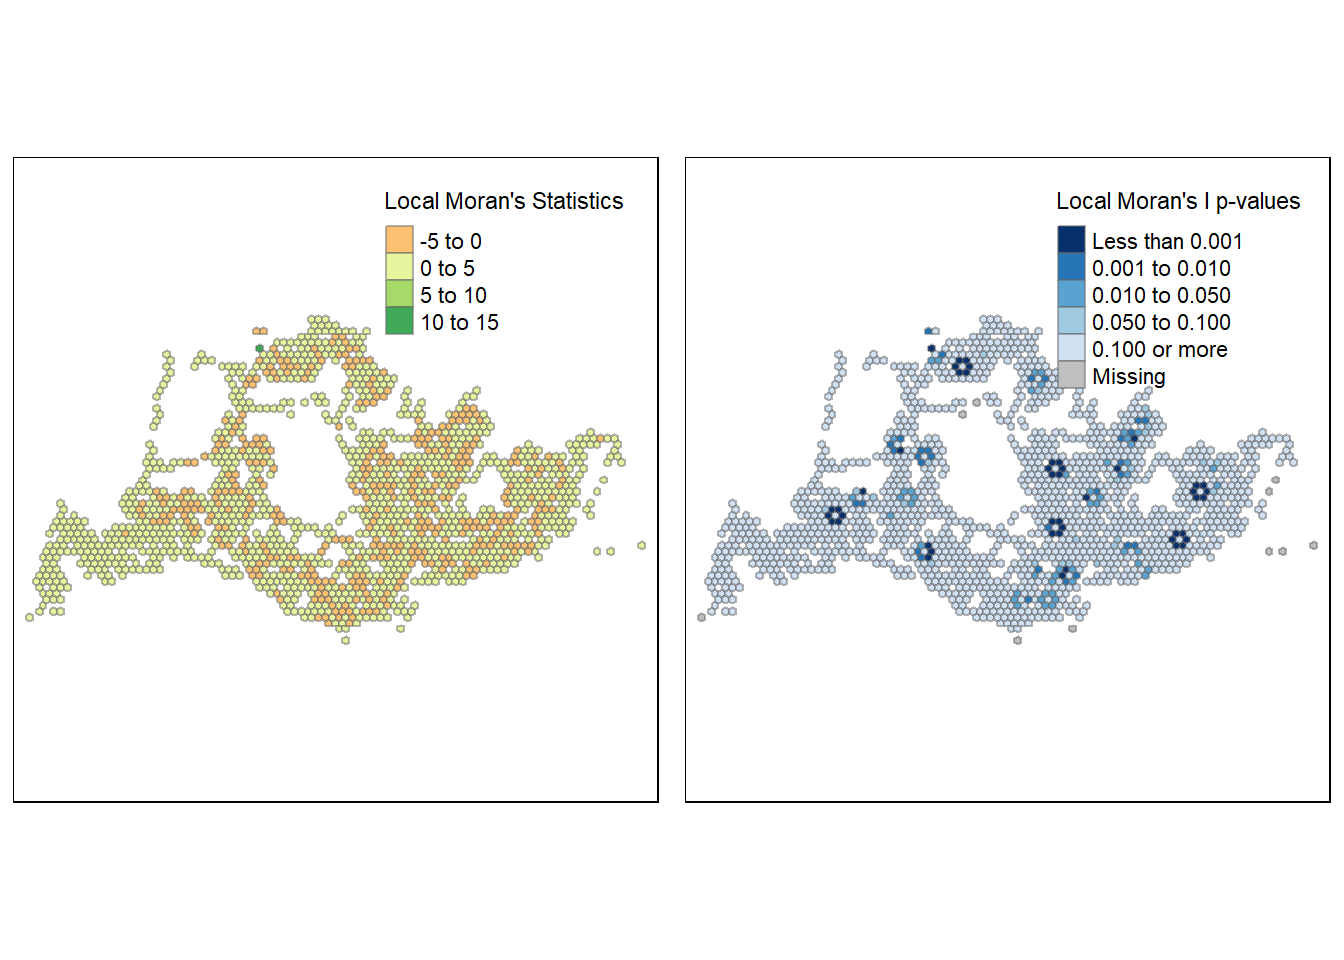 Local Moran's Statistics
-5 to 0
0 to 5
5 to 10
10 to 15
Local Moran's I p-values
Less than 0.001
0.001 to 0.010
0.010 to 0.050
0.050 to 0.100
0.100 or more
Missing